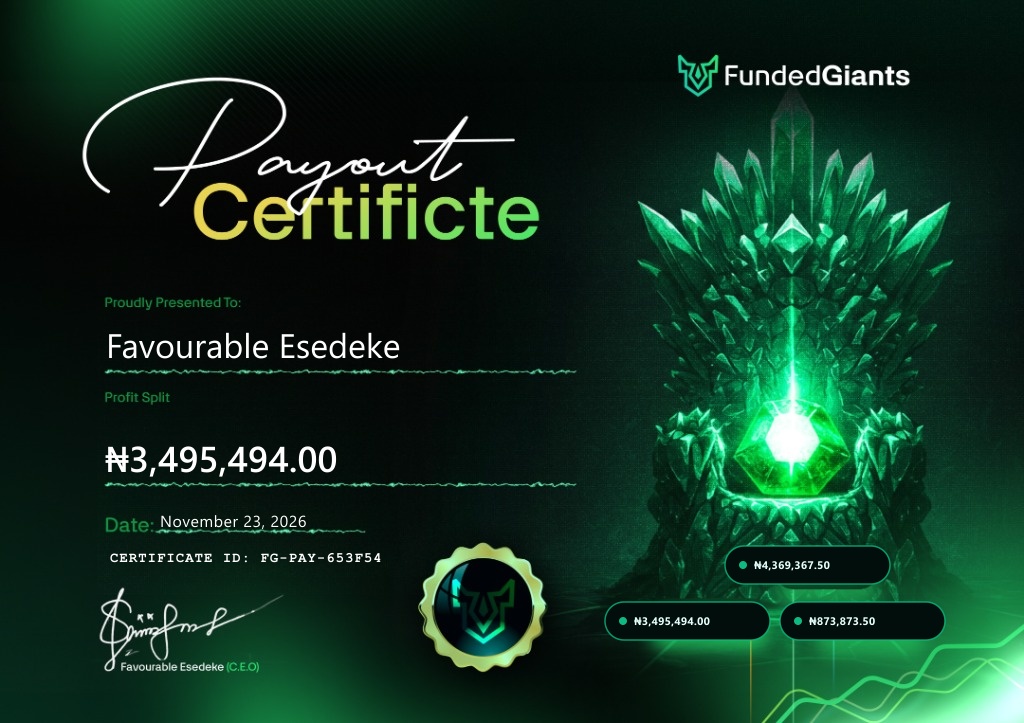 FundedGiants
Payout
Certificte
Proudly Presented To:
Favourable Esedeke
Profit Split
₦3,495,494.00
Date: November 23, 2026
CERTIFICATE ID: FG-PAY-653F54
Favourable Esedeke (C.E.O)
₦4,369,367.50
₦3,495,494.00
₦873,873.50